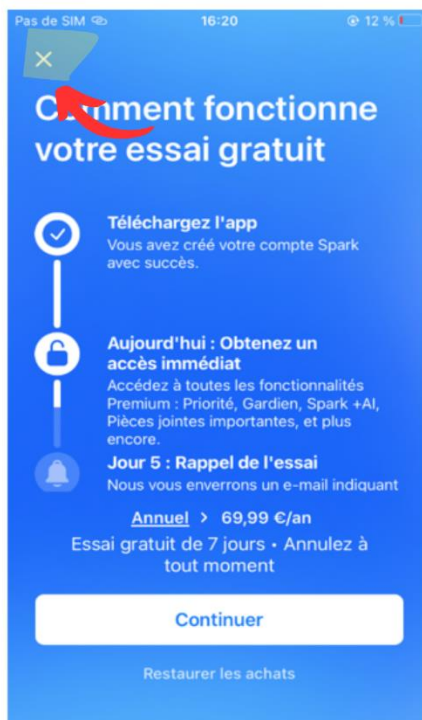 Pas de SIM 16:20 12 %
Comment fonctionne
votre essai gratuit
Téléchargez l'app
Vous avez créé votre compte Spark
avec succès.
Aujourd'hui : Obtenez un
accès immédiat
Accédez à toutes les fonctionnalités
Premium : Priorité, Gardien, Spark +AI,
Pièces jointes importantes, et plus
encore.
Jour 5 : Rappel de l'essai
Nous vous enverrons un e-mail indiquant
Annuel > 69,99 €/an
Essai gratuit de 7 jours • Annulez à
tout moment
Continuer
Restaurer les achats